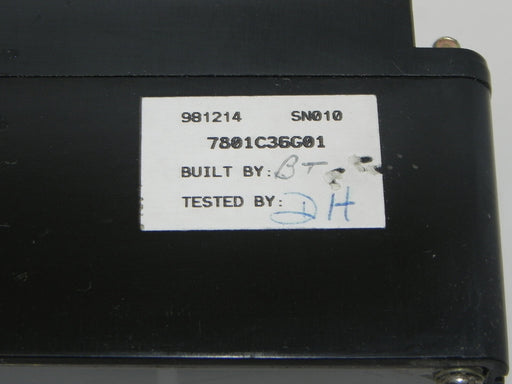 981214 SN010
7801C36G01
BUILT BY: BT
TESTED BY: DH